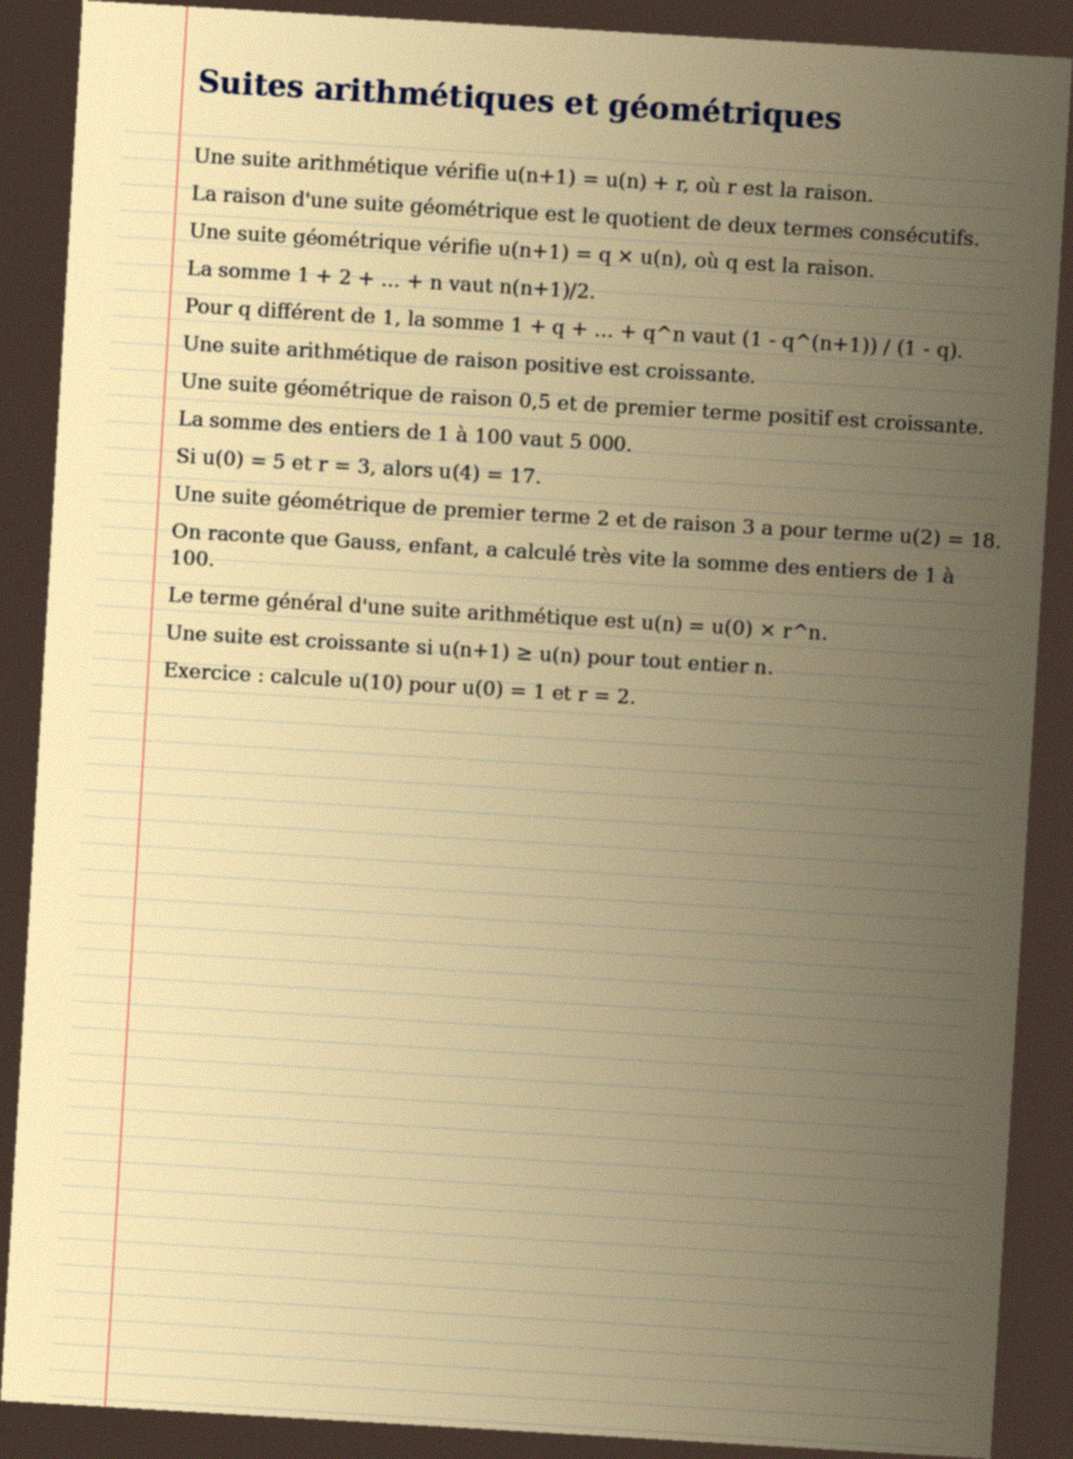 Suites arithmétiques et géométriques
Une suite arithmétique vérifie u(n+1) = u(n) + r, où r est la raison.
La raison d'une suite géométrique est le quotient de deux termes consécutifs.
Une suite géométrique vérifie u(n+1) = q × u(n), où q est la raison.
La somme 1 + 2 + ... + n vaut n(n+1)/2.
Pour q différent de 1, la somme 1 + q + ... + q^n vaut (1 - q^(n+1)) / (1 - q).
Une suite arithmétique de raison positive est croissante.
Une suite géométrique de raison 0,5 et de premier terme positif est croissante.
La somme des entiers de 1 à 100 vaut 5 000.
Si u(0) = 5 et r = 3, alors u(4) = 17.
Une suite géométrique de premier terme 2 et de raison 3 a pour terme u(2) = 18.
On raconte que Gauss, enfant, a calculé très vite la somme des entiers de 1 à
100.
Le terme général d'une suite arithmétique est u(n) = u(0) × r^n.
Une suite est croissante si u(n+1) ≥ u(n) pour tout entier n.
Exercice : calcule u(10) pour u(0) = 1 et r = 2.